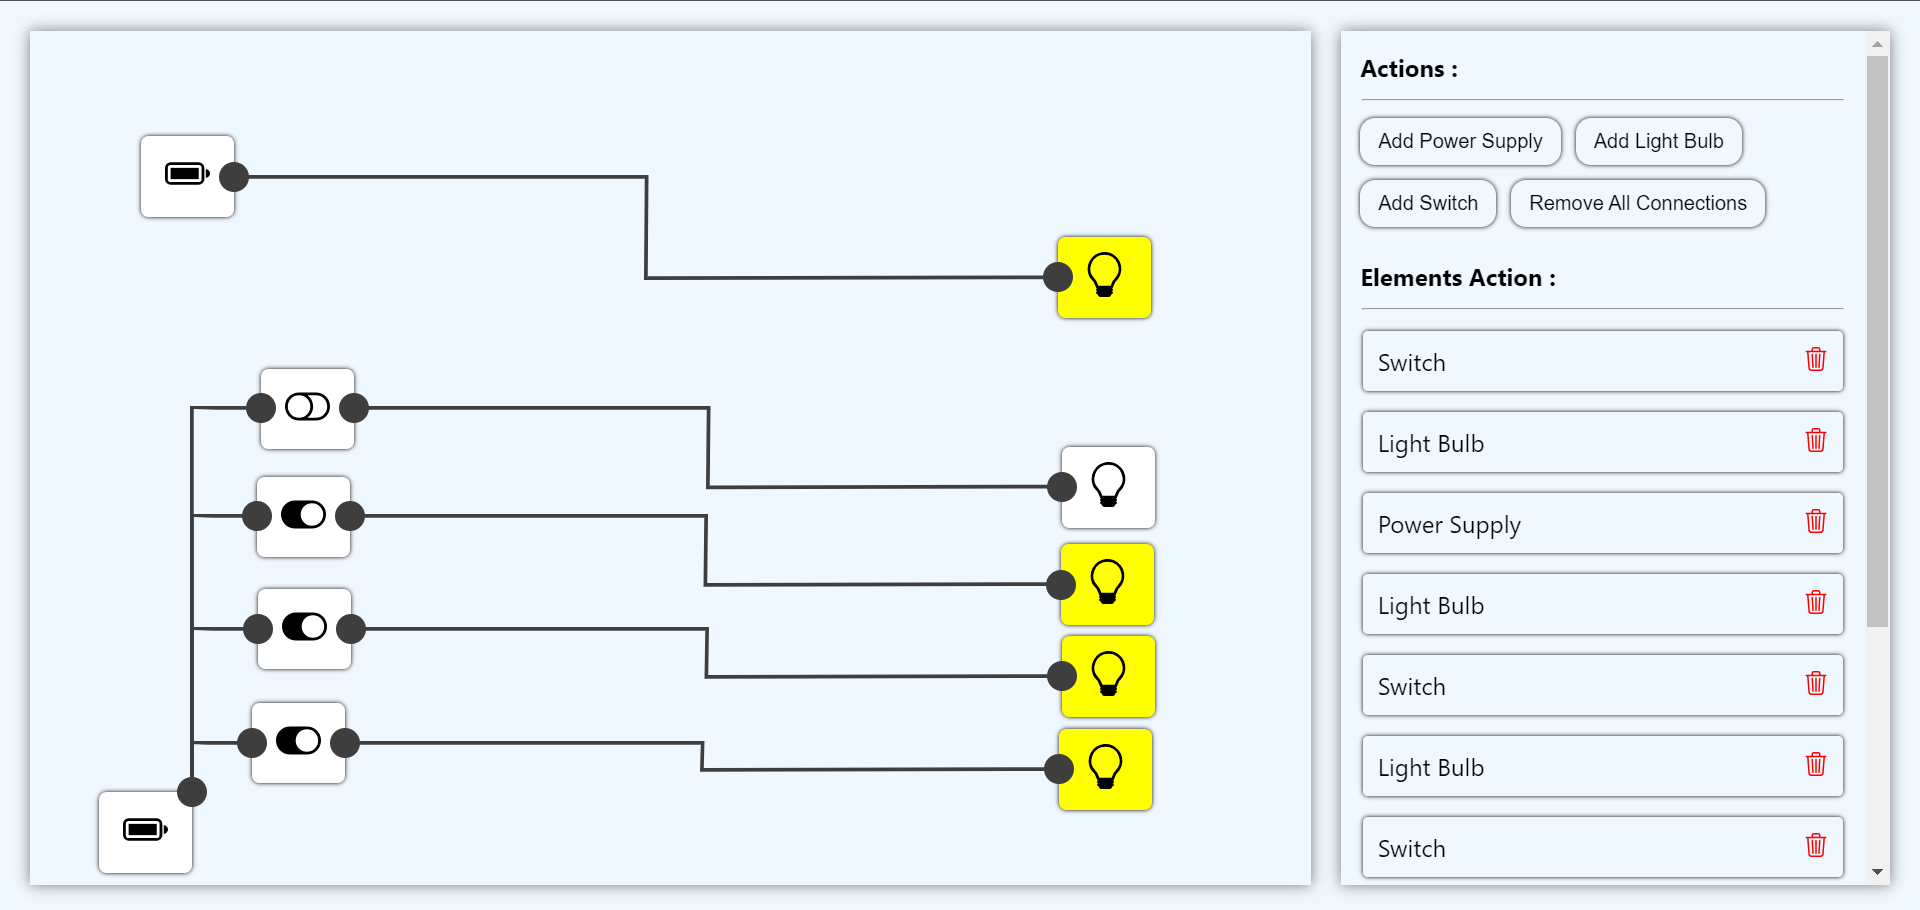 Actions :
Add Power Supply
Add Light Bulb
Add Switch
Remove All Connections
Elements Action :
Switch
Light Bulb
Power Supply
Light Bulb
Switch
Light Bulb
Switch